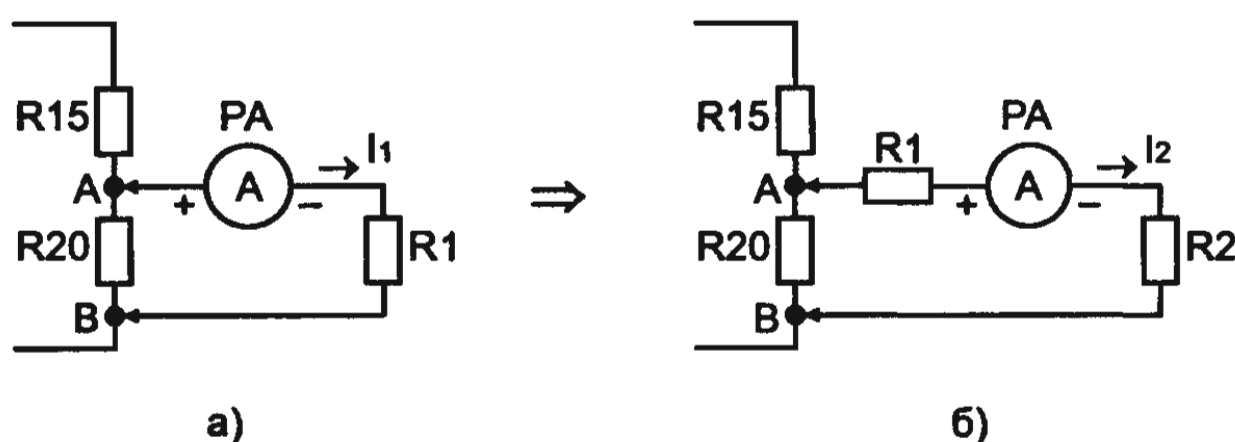 R15
PA
I1
A
A
+
−
R20
R1
B
а)
⇒
R15
PA
R1
I2
A
A
+
−
R20
R2
B
б)